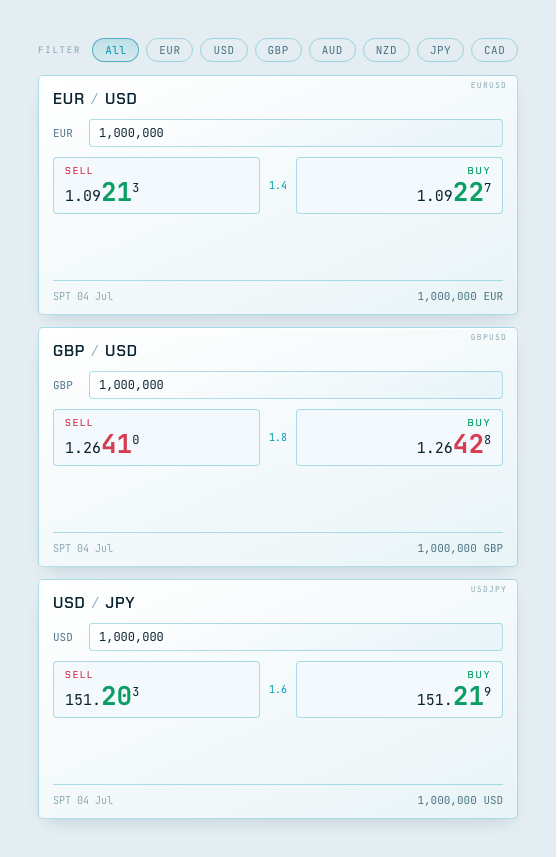 FILTER All EUR USD GBP AUD NZD JPY CAD
EURUSD
EUR / USD
EUR 1,000,000
SELL BUY
1.09213 1.4 1.09227
SPT 04 Jul 1,000,000 EUR
GBPUSD
GBP / USD
GBP 1,000,000
SELL BUY
1.26410 1.8 1.26428
SPT 04 Jul 1,000,000 GBP
USDJPY
USD / JPY
USD 1,000,000
SELL BUY
151.203 1.6 151.219
SPT 04 Jul 1,000,000 USD